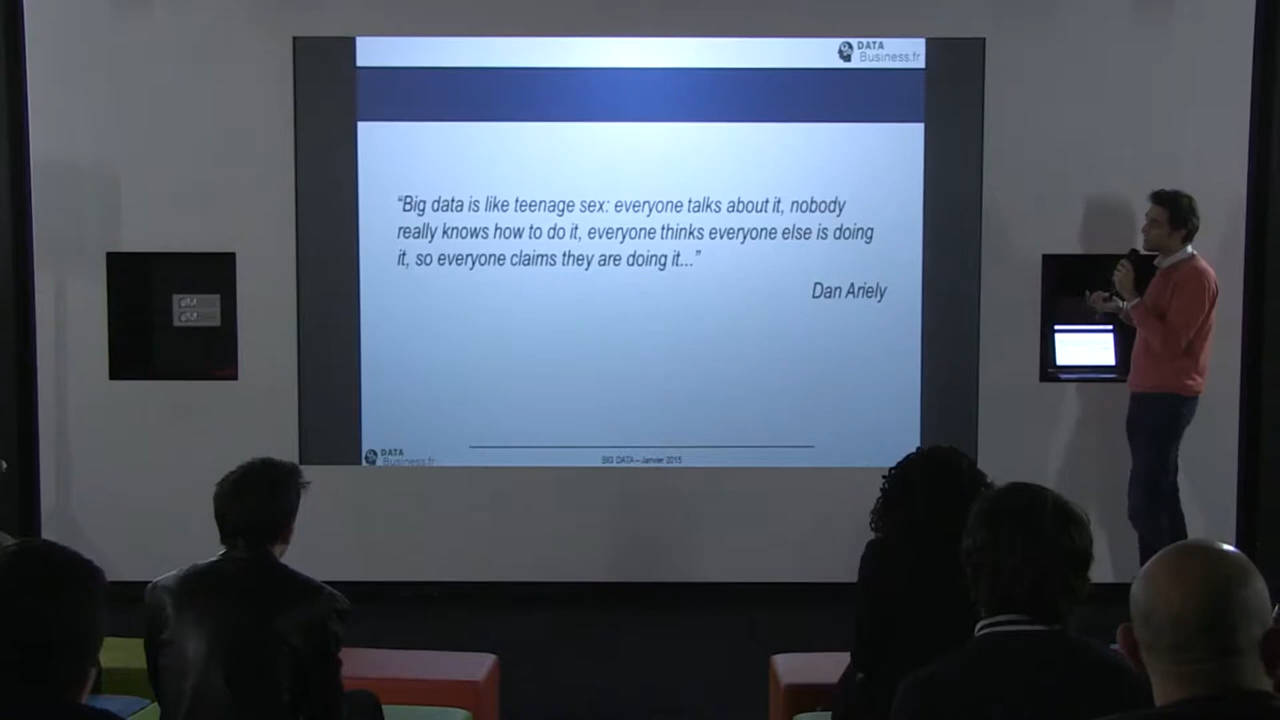 DATA
Business.fr
“Big data is like teenage sex: everyone talks about it, nobody
really knows how to do it, everyone thinks everyone else is doing
it, so everyone claims they are doing it...”
Dan Ariely
DATA
Business.fr
BIG DATA – Janvier 2015